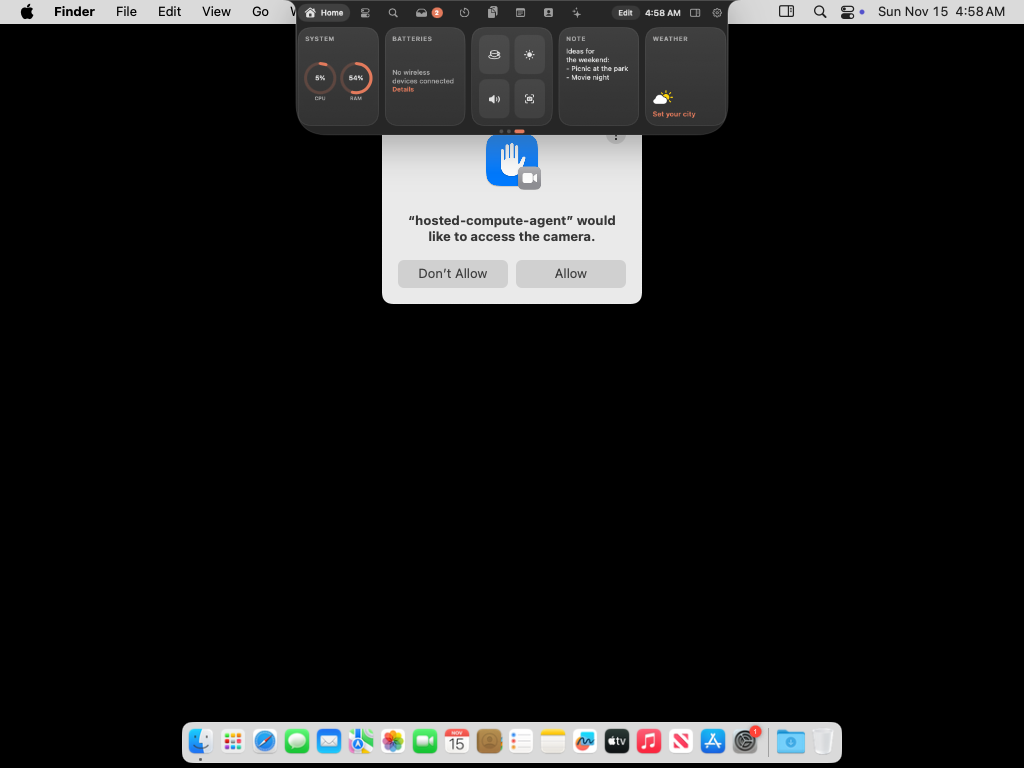 Finder File Edit View Go
Home
2
Edit
4:58 AM
Sun Nov 15 4:58 AM
SYSTEM
5%
CPU
54%
RAM
BATTERIES
No wireless
devices connected
Details
NOTE
Ideas for
the weekend:
- Picnic at the park
- Movie night
WEATHER
Set your city
“hosted-compute-agent” would
like to access the camera.
Don’t Allow
Allow
NOV
15
tv
1